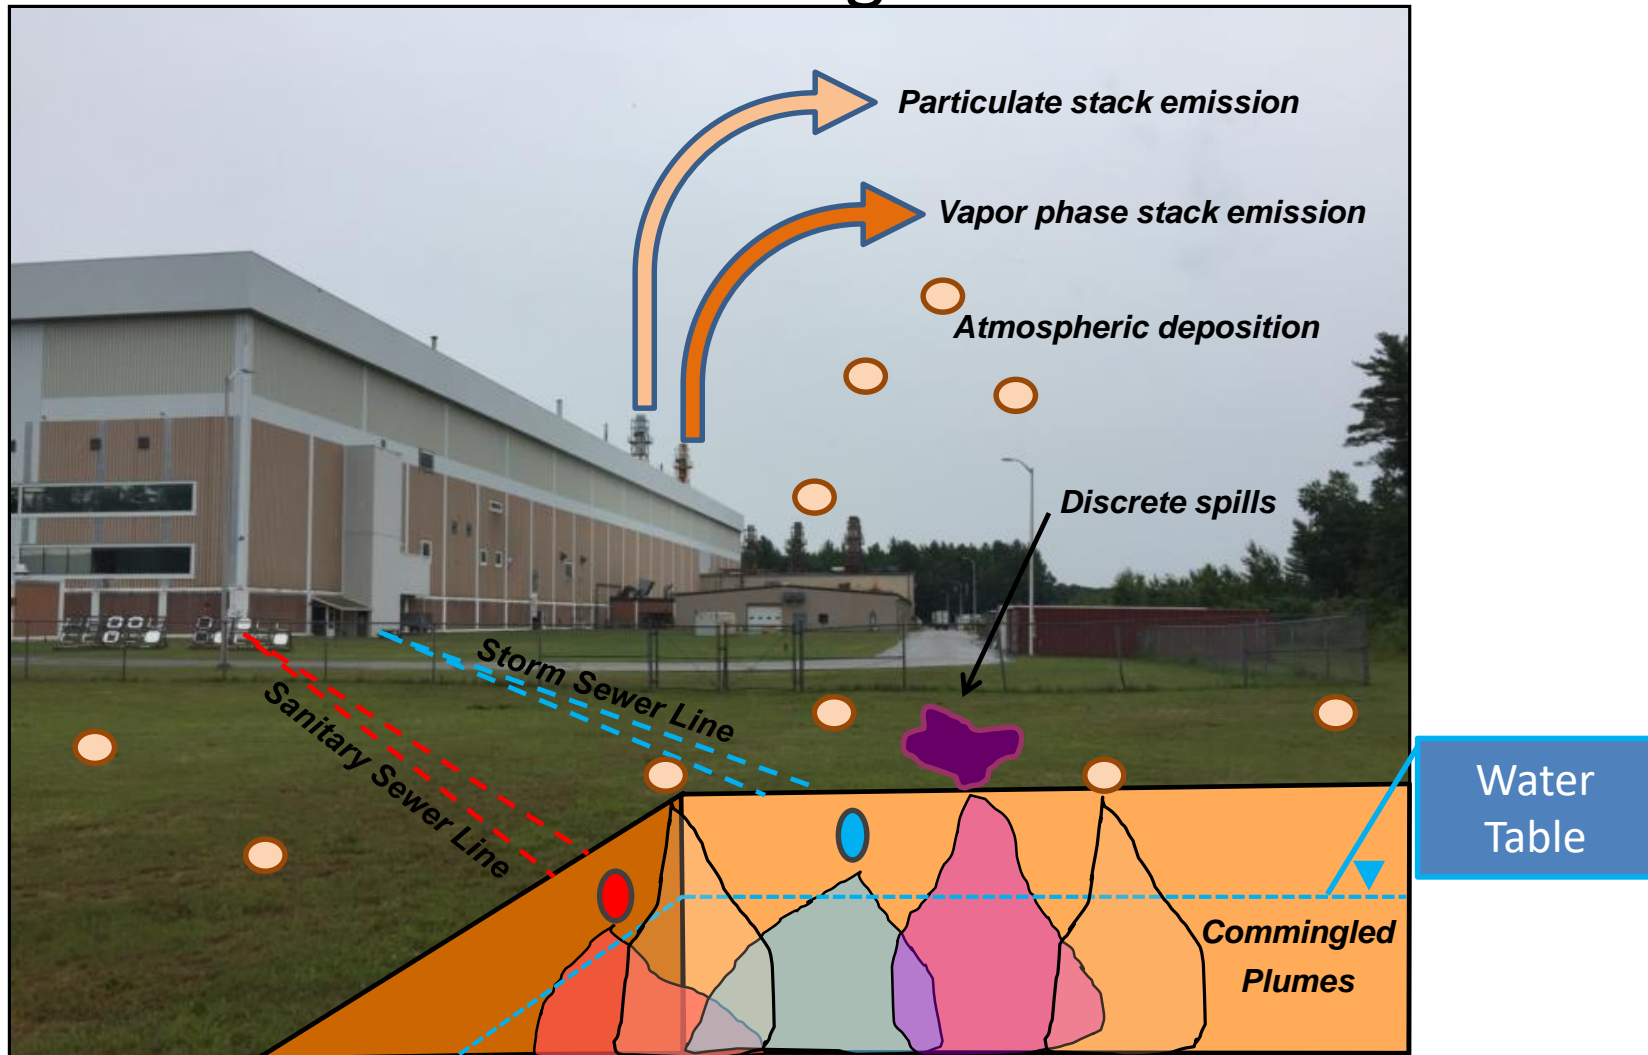 Particulate stack emission
Vapor phase stack emission
Atmospheric deposition
Discrete spills
Storm Sewer Line
Sanitary Sewer Line
Water
Table
Commingled
Plumes